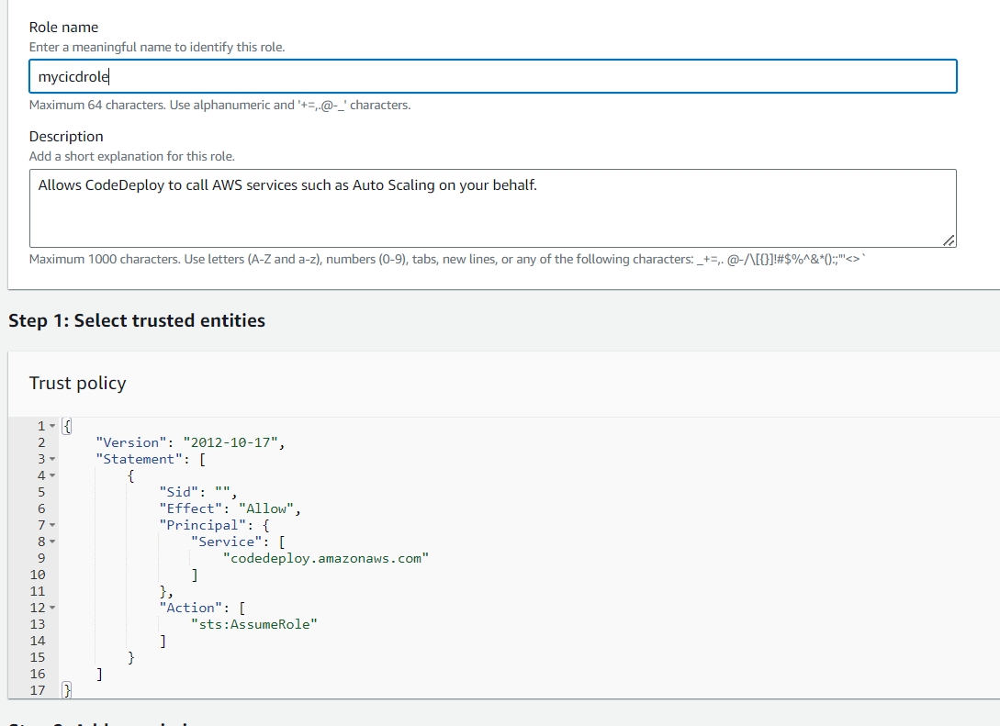 Role name
Enter a meaningful name to identify this role.
mycicdrole
Maximum 64 characters. Use alphanumeric and '+=,.@-_' characters.
Description
Add a short explanation for this role.
Allows CodeDeploy to call AWS services such as Auto Scaling on your behalf.
Maximum 1000 characters. Use letters (A-Z and a-z), numbers (0-9), tabs, new lines, or any of the following characters: _+=,. @-/\[{}]!#$%^&*();:"'<>`
Step 1: Select trusted entities
Trust policy
1 {
2 "Version": "2012-10-17",
3 "Statement": [
4 {
5 "Sid": "",
6 "Effect": "Allow",
7 "Principal": {
8 "Service": [
9 "codedeploy.amazonaws.com"
10 ]
11 },
12 "Action": [
13 "sts:AssumeRole"
14 ]
15 }
16 ]
17 }